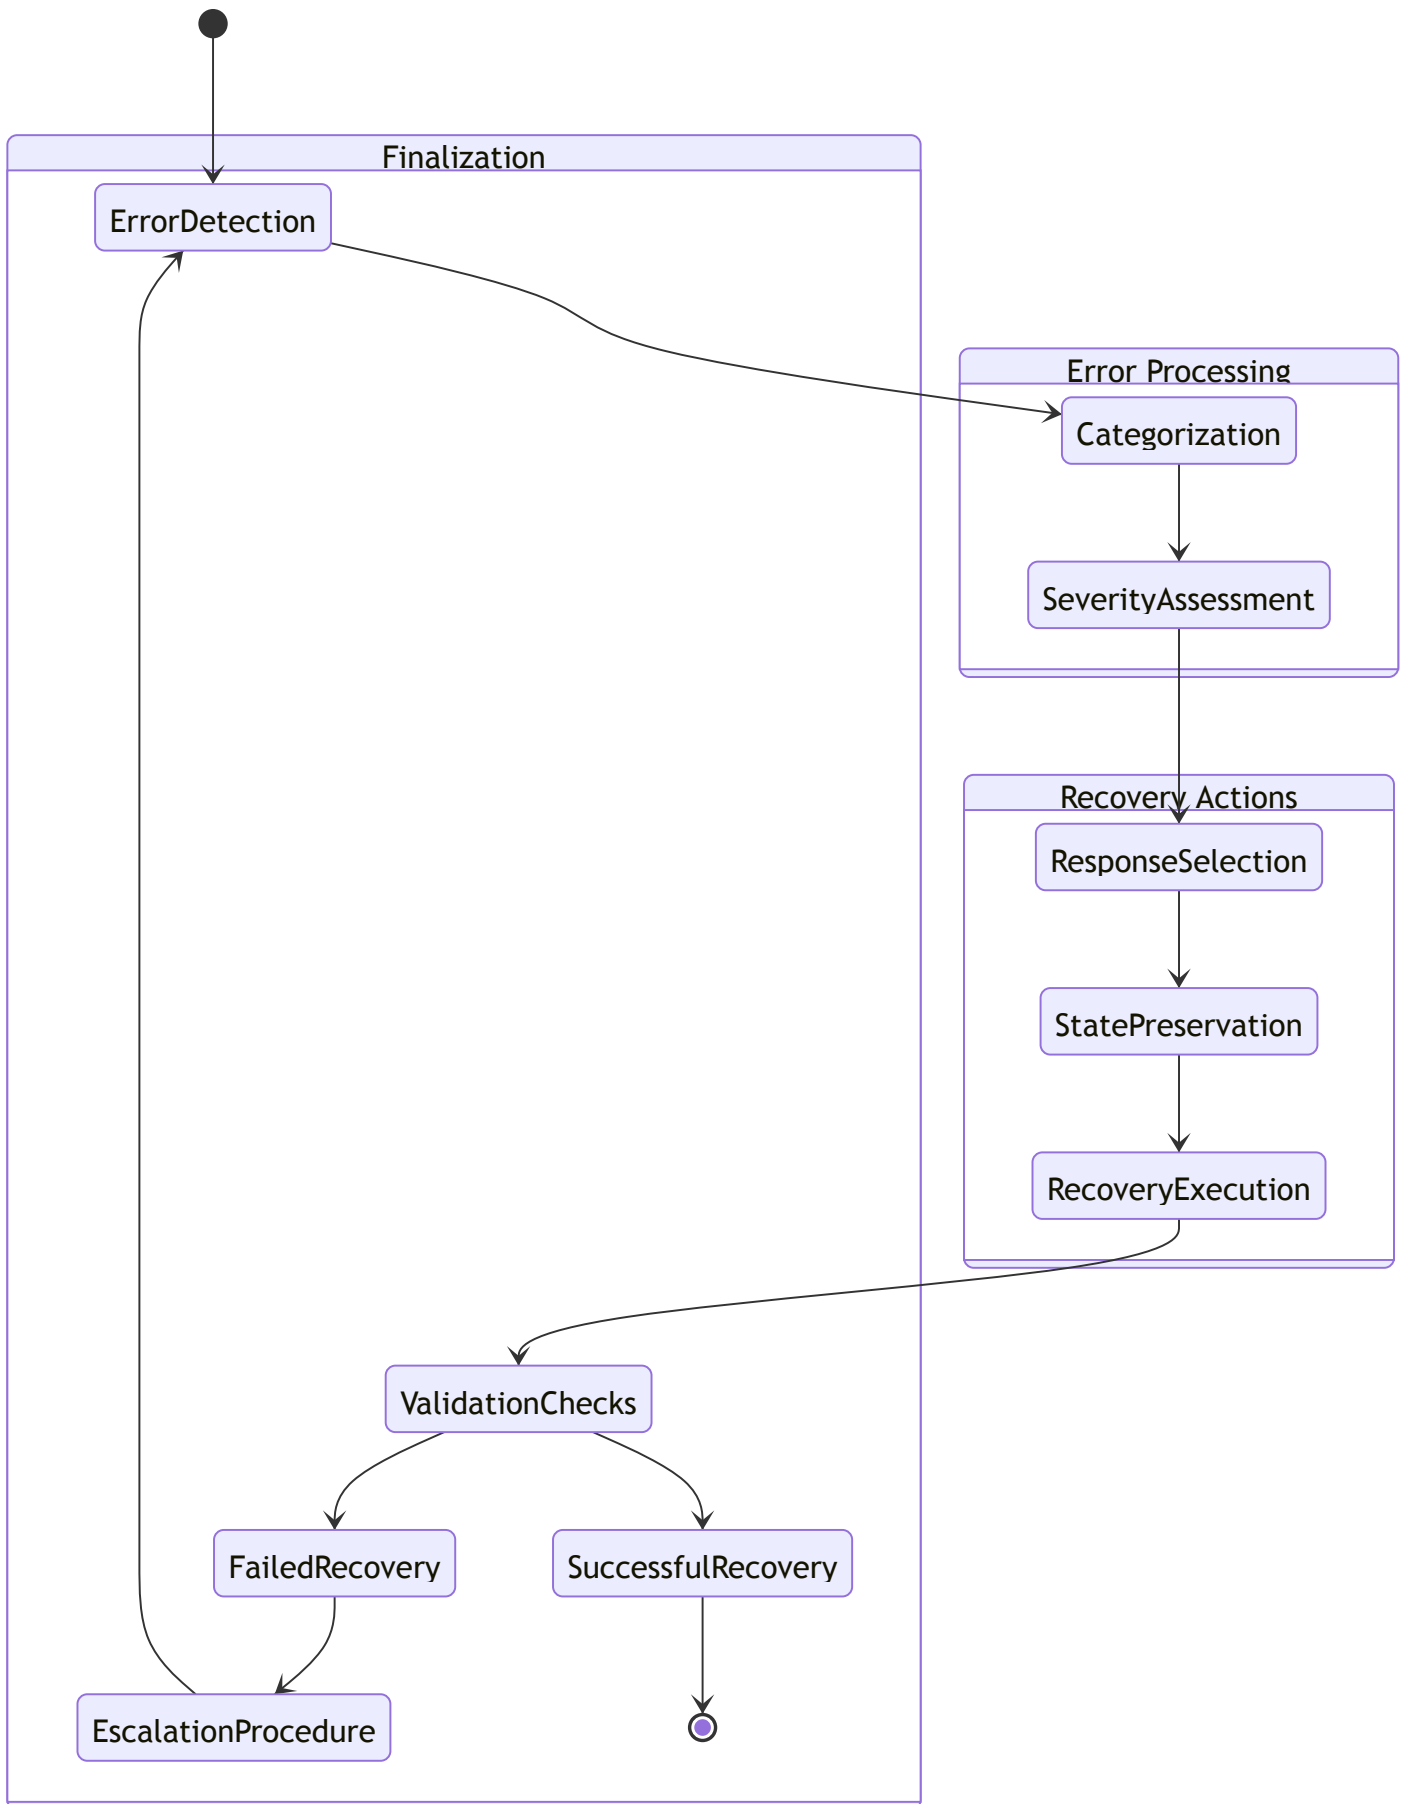 Finalization
ErrorDetection
Error Processing
Categorization
SeverityAssessment
Recovery Actions
ResponseSelection
StatePreservation
RecoveryExecution
ValidationChecks
FailedRecovery
SuccessfulRecovery
EscalationProcedure